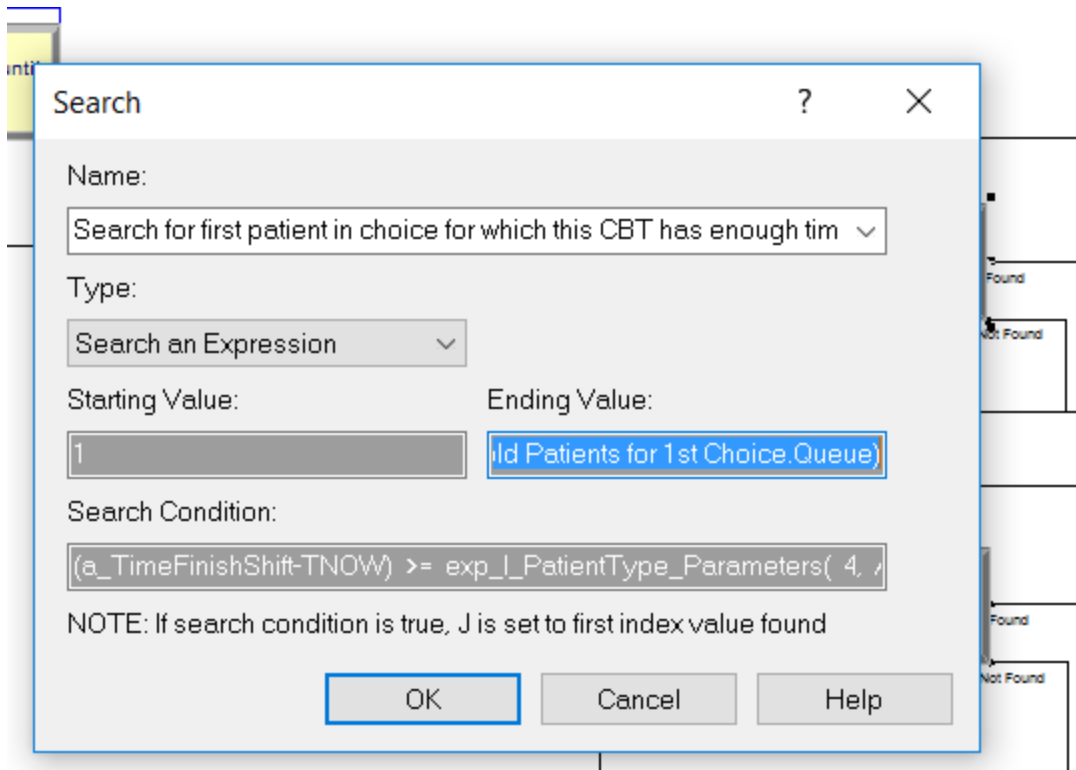 until
Search
?
Name:
Search for first patient in choice for which this CBT has enough tim
Type:
Search an Expression
Starting Value:
Ending Value:
1
ld Patients for 1st Choice.Queue)
Search Condition:
(a_TimeFinishShift-TNOW) >= exp_I_PatientType_Parameters( 4,
NOTE: If search condition is true, J is set to first index value found
OK
Cancel
Help
Found
Not Found
Found
Not Found